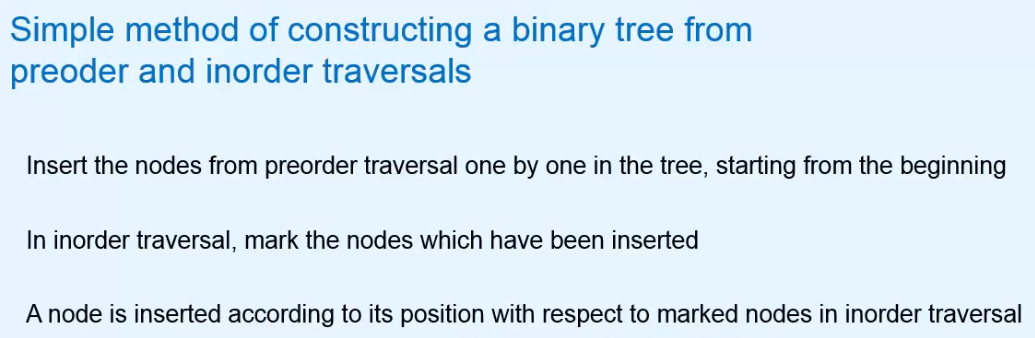 Simple method of constructing a binary tree from
preoder and inorder traversals
Insert the nodes from preorder traversal one by one in the tree, starting from the beginning
In inorder traversal, mark the nodes which have been inserted
A node is inserted according to its position with respect to marked nodes in inorder traversal